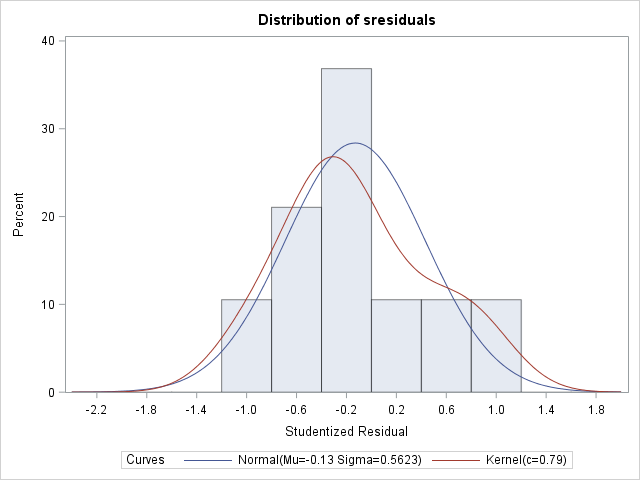 Distribution of sresiduals
40
30
20
10
0
Percent
-2.2 -1.8 -1.4 -1.0 -0.6 -0.2 0.2 0.6 1.0 1.4 1.8
Studentized Residual
Curves Normal(Mu=-0.13 Sigma=0.5623) Kernel(c=0.79)